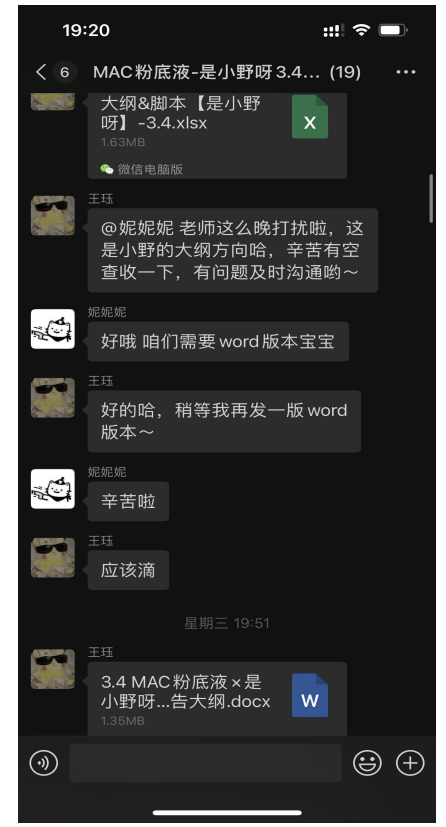 19:20
6 MAC粉底液-是小野呀3.4... (19)
大纲&脚本【是小野
呀】-3.4.xlsx
1.63MB
微信电脑版
王珏
@妮妮妮 老师这么晚打扰啦，这
是小野的大纲方向哈，辛苦有空
查收一下，有问题及时沟通哟～
妮妮妮
好哦 咱们需要word版本宝宝
王珏
好的哈，稍等我再发一版word
版本～
妮妮妮
辛苦啦
王珏
应该滴
星期三 19:51
王珏
3.4 MAC粉底液×是
小野呀...告大纲.docx
1.35MB